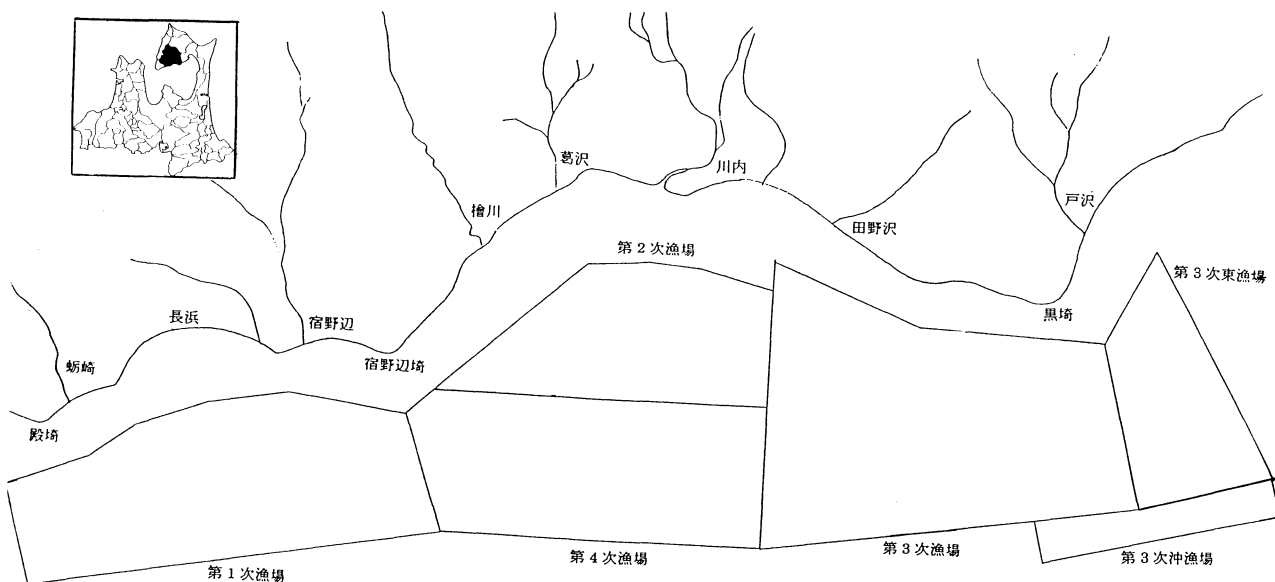 葛沢
川内
檜川
戸沢
田野沢
第2次漁場
第3次東漁場
長浜
宿野辺
黒埼
蛎崎
宿野辺埼
殿埼
第4次漁場
第3次漁場
第3次沖漁場
第1次漁場